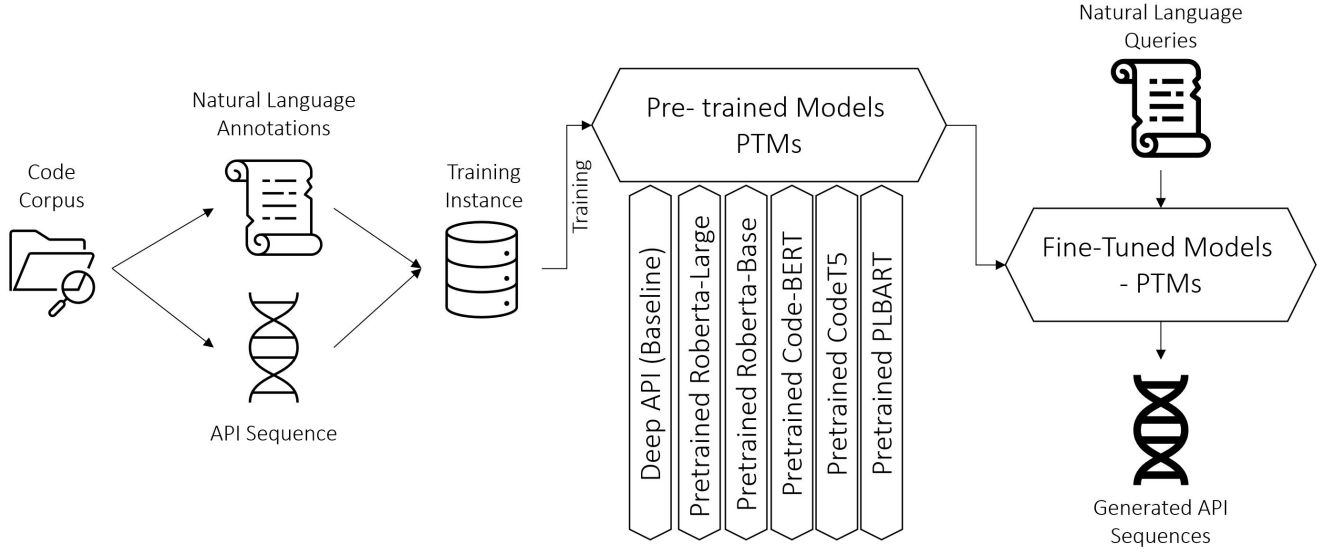 Code
Corpus
Natural Language
Annotations
API Sequence
Training
Instance
Training
Pre- trained Models
PTMs
Deep API (Baseline)
Pretrained Roberta-Large
Pretrained Roberta-Base
Pretrained Code-BERT
Pretrained CodeT5
Pretrained PLBART
Natural Language
Queries
Fine-Tuned Models
- PTMs
Generated API
Sequences